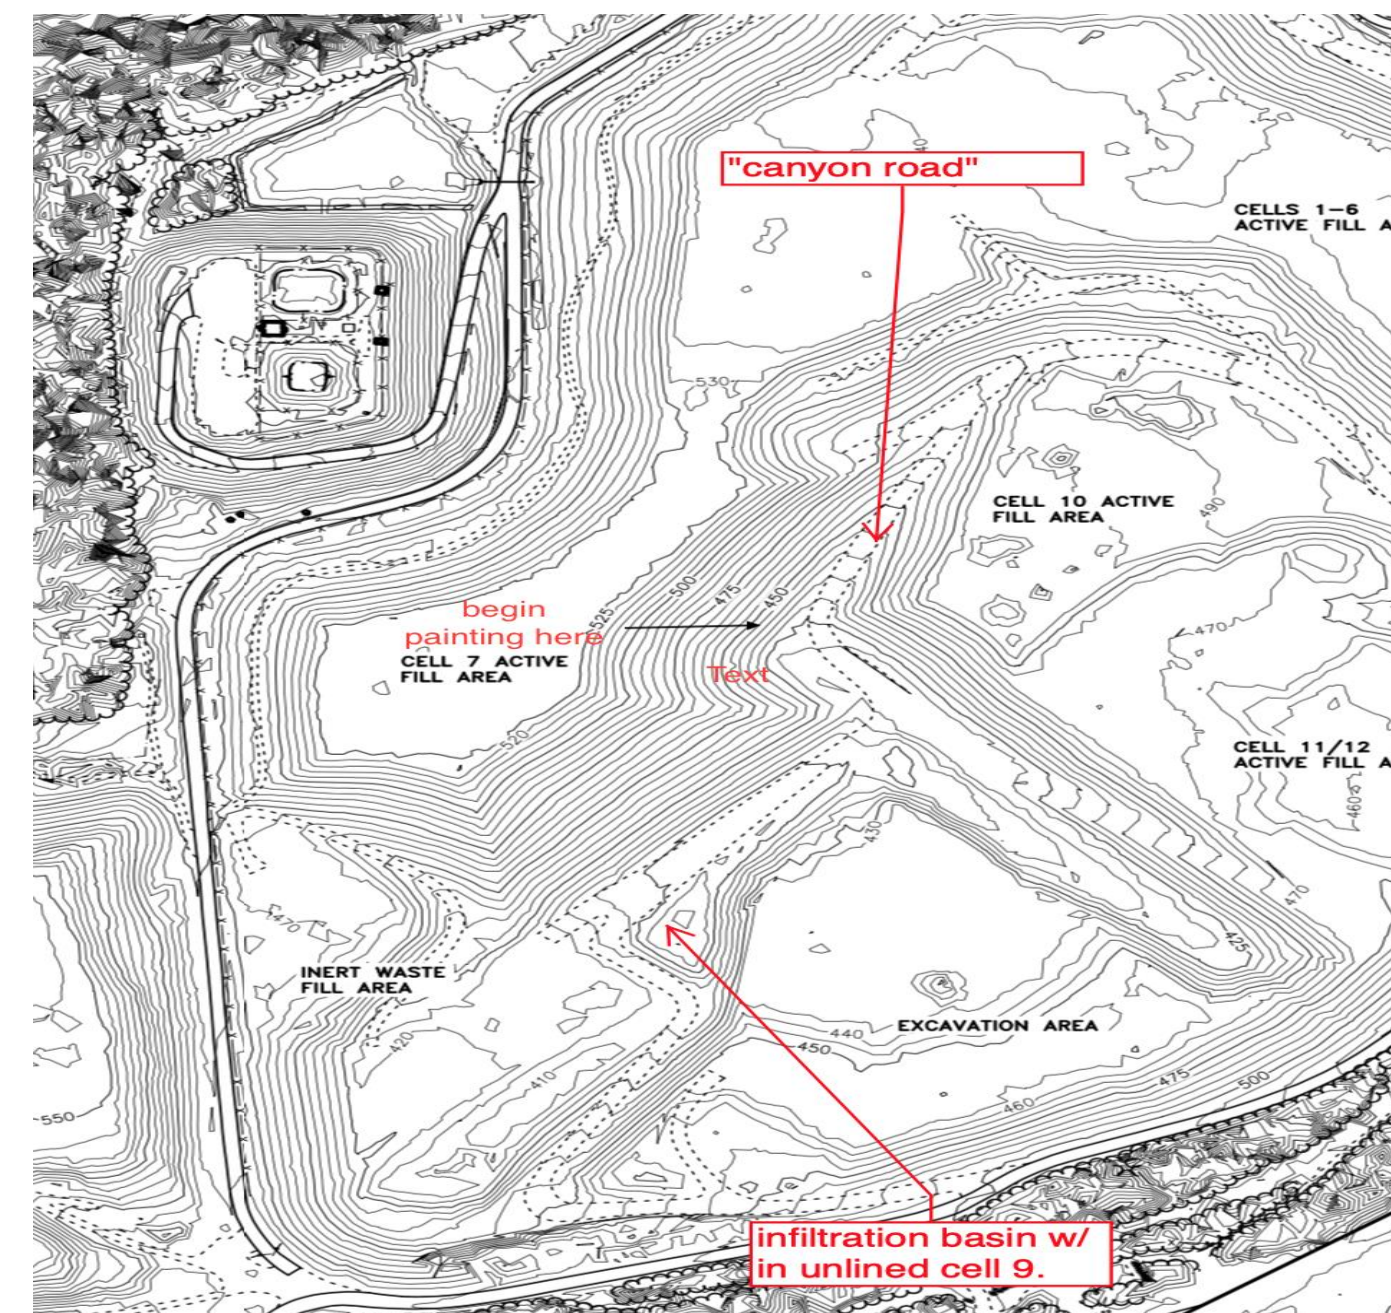 "canyon road"
CELLS 1-6
ACTIVE FILL A
530
CELL 10 ACTIVE
FILL AREA
490
500
475
450
525
begin
painting here
CELL 7 ACTIVE
FILL AREA
Text
470
520
CELL 11/12
ACTIVE FILL A
460
430
470
470
425
INERT WASTE
FILL AREA
EXCAVATION AREA
440
450
420
410
475
500
460
550
infiltration basin w/
in unlined cell 9.